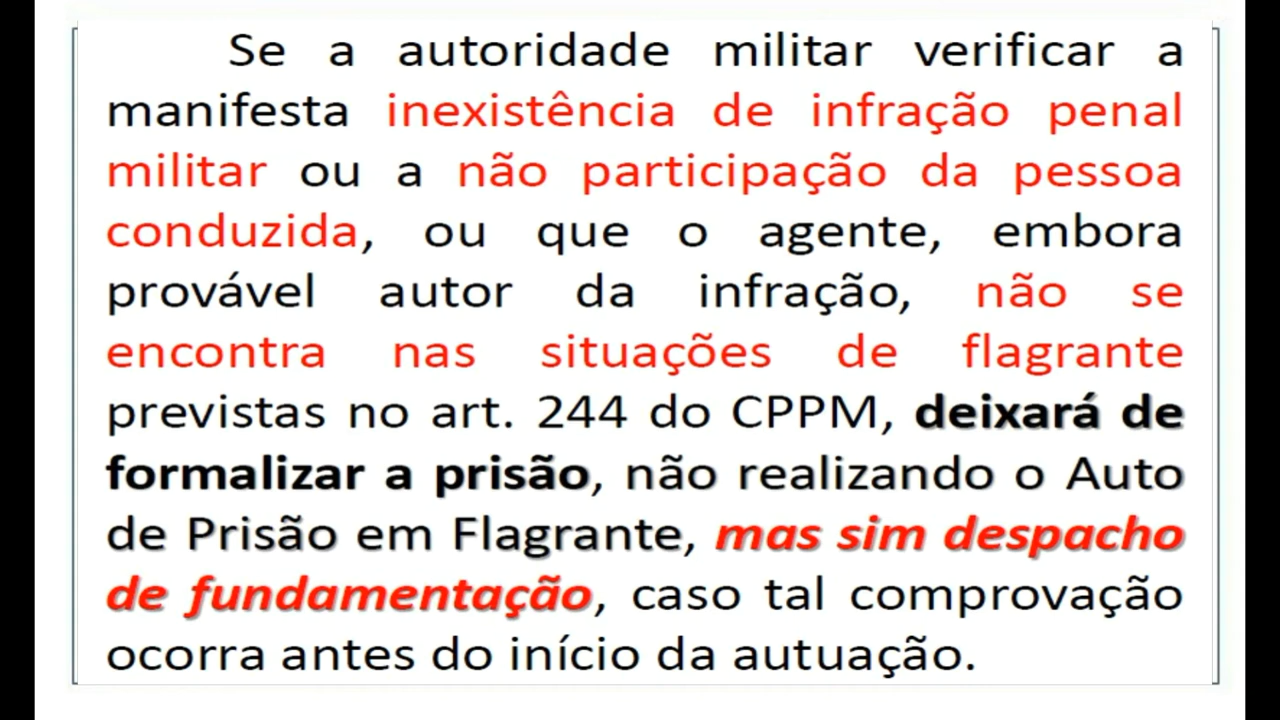 Se a autoridade militar verificar a
manifesta inexistência de infração penal
militar ou a não participação da pessoa
conduzida, ou que o agente, embora
provável autor da infração, não se
encontra nas situações de flagrante
previstas no art. 244 do CPPM, deixará de
formalizar a prisão, não realizando o Auto
de Prisão em Flagrante, mas sim despacho
de fundamentação, caso tal comprovação
ocorra antes do início da autuação.